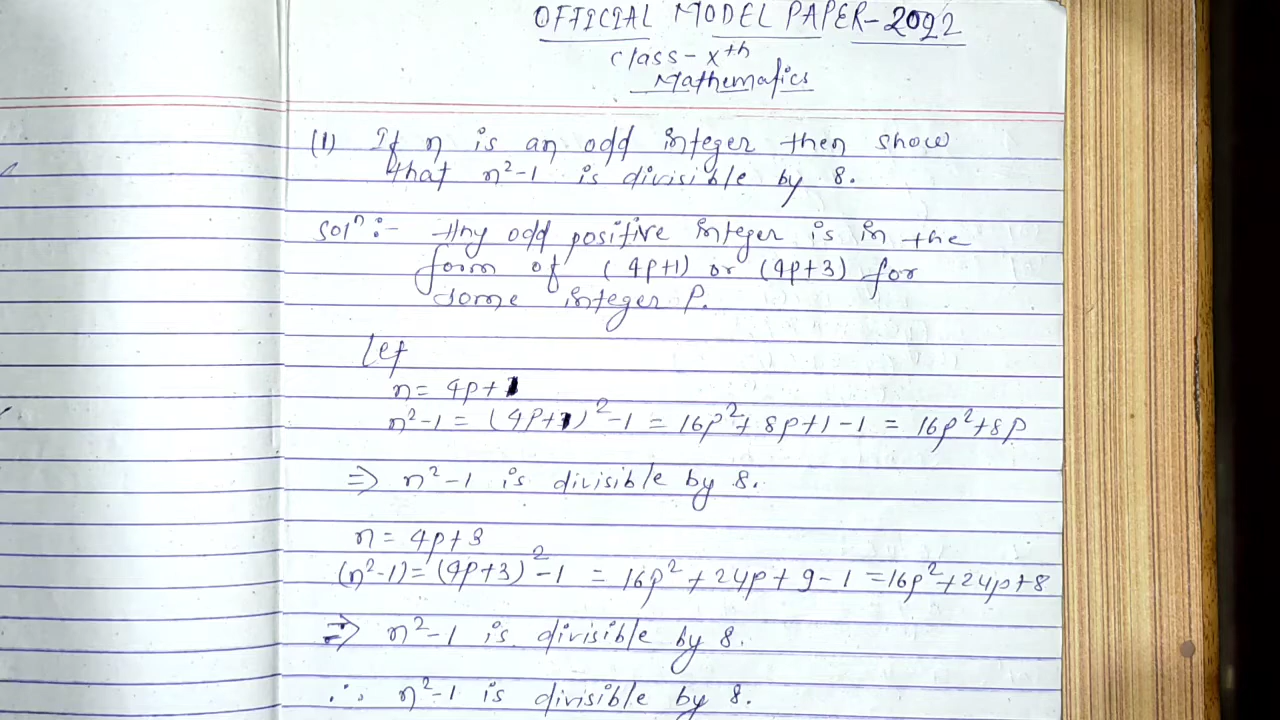 OFFICIAL MODEL PAPER-2022
Class-Xth
Mathematics
(1) If n is an odd integer then show
that n²-1 is divisible by 8.
Solⁿ:- Any odd positive integer is in the
form of (4p+1) or (4p+3) for
some integer P.
Let
n = 4p+1
n²-1 = (4P+1)²-1 = 16p²+8p+1-1 = 16p²+8p
⇒ n²-1 is divisible by 8.
n = 4p+3
(n²-1)=(4p+3)²-1 = 16p²+24p+9-1 =16p²+24p+8
⇒ n²-1 is divisible by 8.
∴ n²-1 is divisible by 8.